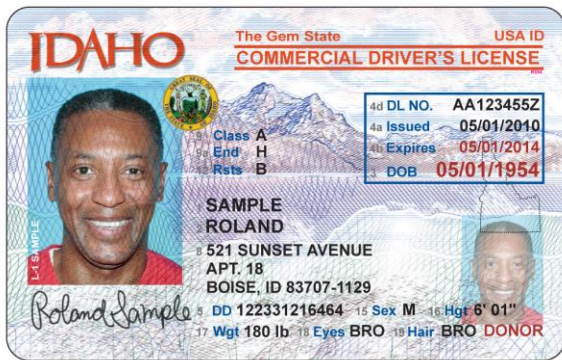 IDAHO
The Gem State USA ID
COMMERCIAL DRIVER'S LICENSE
4d DL NO. AA123455Z
4a Issued 05/01/2010
4b Expires 05/01/2014
3 DOB 05/01/1954
9 Class A
9a End H
Rsts B
SAMPLE
ROLAND
8 521 SUNSET AVENUE
APT. 18
BOISE, ID 83707-1129
5 DD 122331216464 15 Sex M 16 Hgt 6' 01"
17 Wgt 180 lb 18 Eyes BRO 19 Hair BRO DONOR
L-1 SAMPLE
Roland Sample